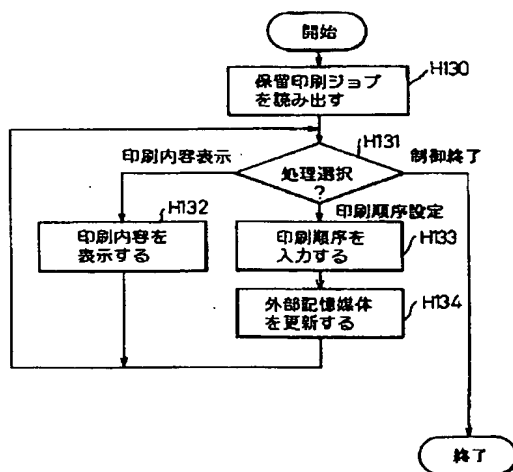 開始
保留印刷ジョブ
を読み出す
H130
H131
印刷内容表示
制御終了
処理選択
?
H132
印刷順序設定
印刷内容を
表示する
印刷順序を
入力する
H133
外部記憶媒体
を更新する
H134
終了